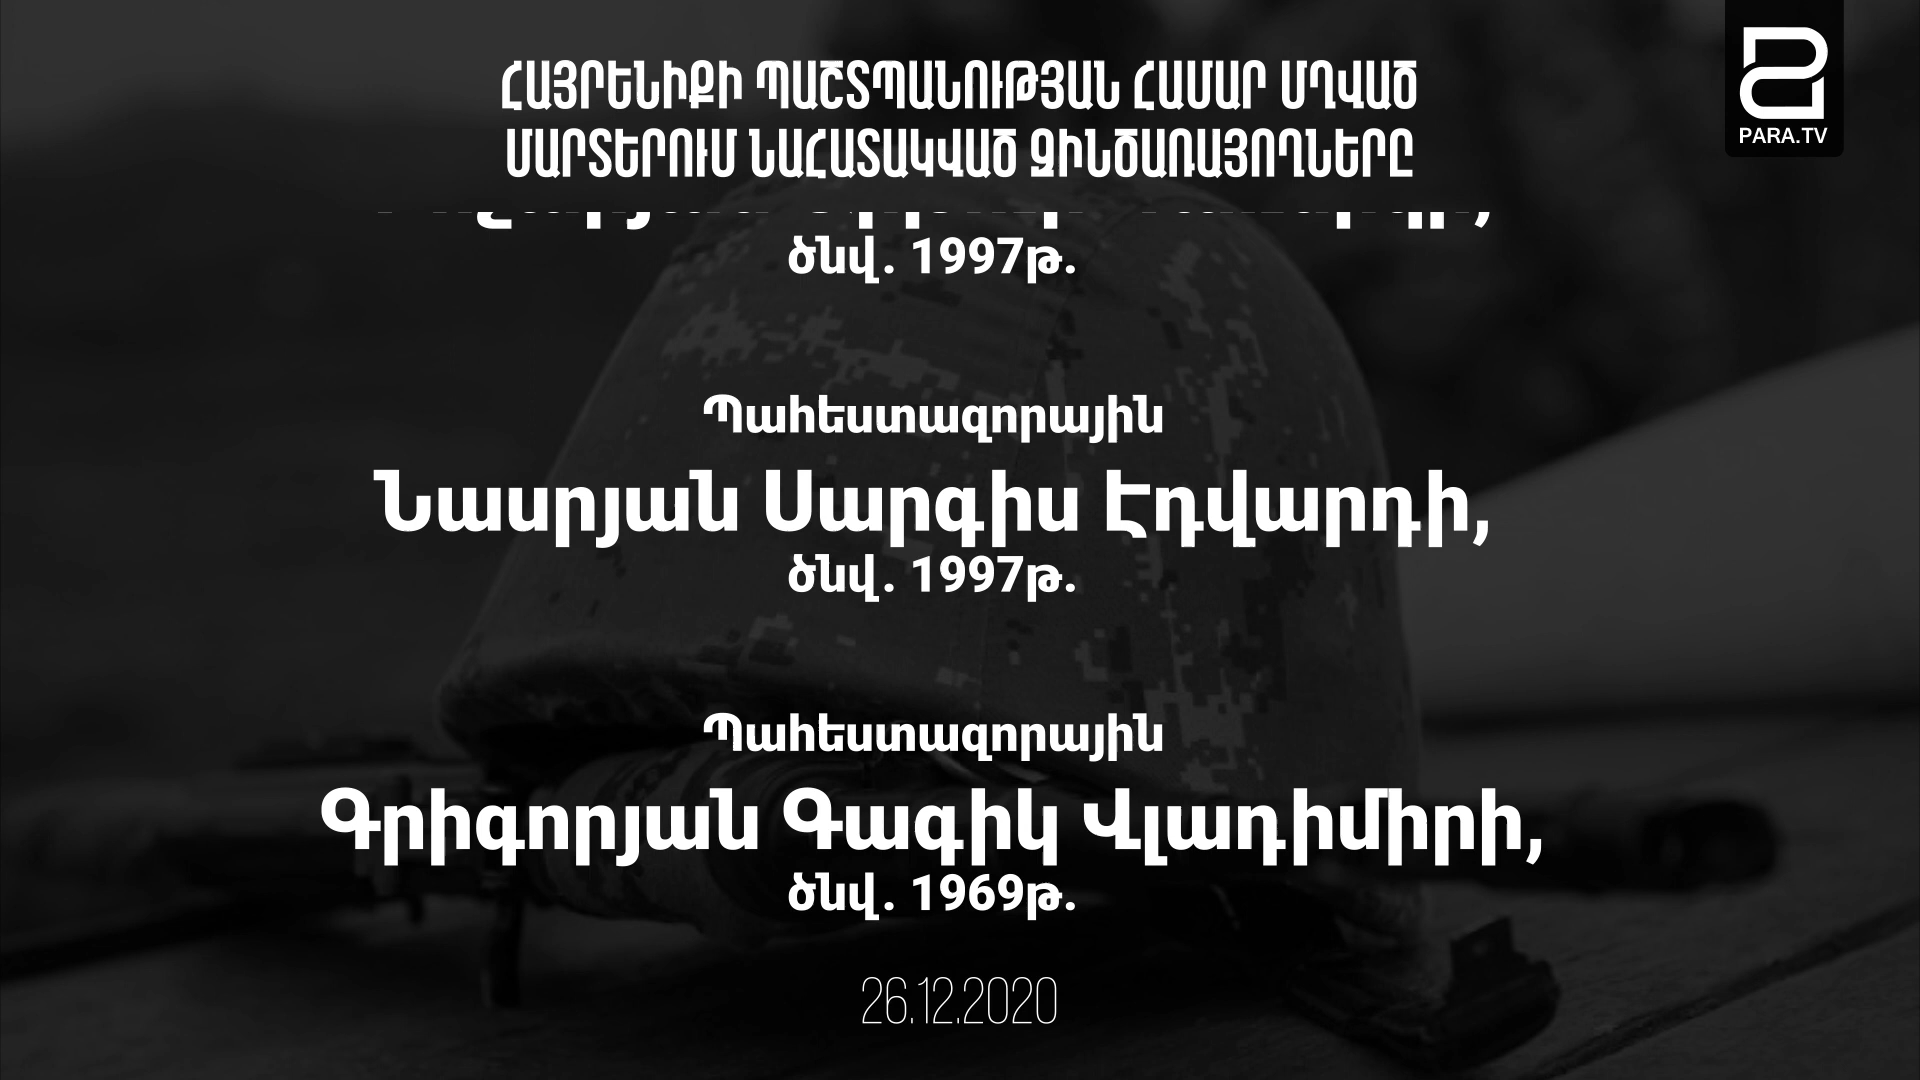 ՀԱՅՐԵՆԻՔԻ ՊԱՇՏՊԱՆՈՒԹՅԱՆ ՀԱՄԱՐ ՄՂՎԱԾ
ՄԱՐՏԵՐՈՒՄ ՆԱՀԱՏԱԿՎԱԾ ԶԻՆԾԱՌԱՅՈՂՆԵՐԸ
PARA.TV
ծնվ. 1997թ.
Պահեստազորային
Նասրյան Սարգիս Էդվարդի,
ծնվ. 1997թ.
Պահեստազորային
Գրիգորյան Գագիկ Վլադիմիրի,
ծնվ. 1969թ.
26.12.2020